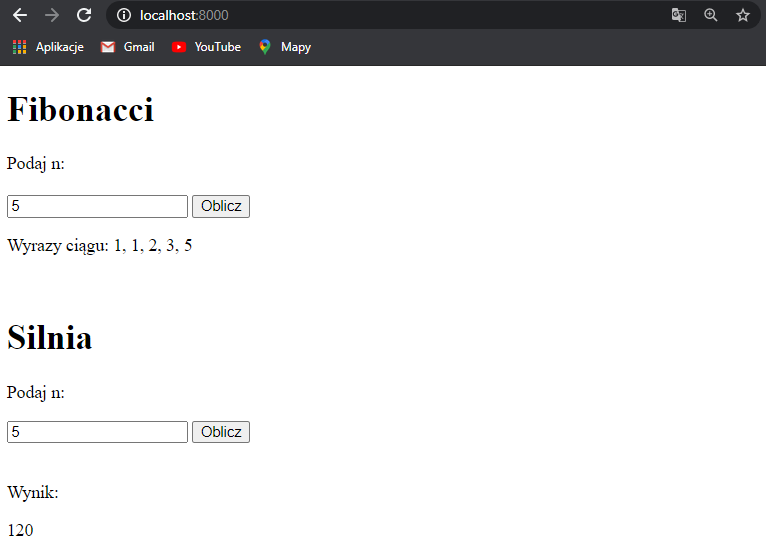 localhost:8000
Aplikacje Gmail YouTube Mapy
Fibonacci
Podaj n:
5 Oblicz
Wyrazy ciągu: 1, 1, 2, 3, 5
Silnia
Podaj n:
5 Oblicz
Wynik:
120